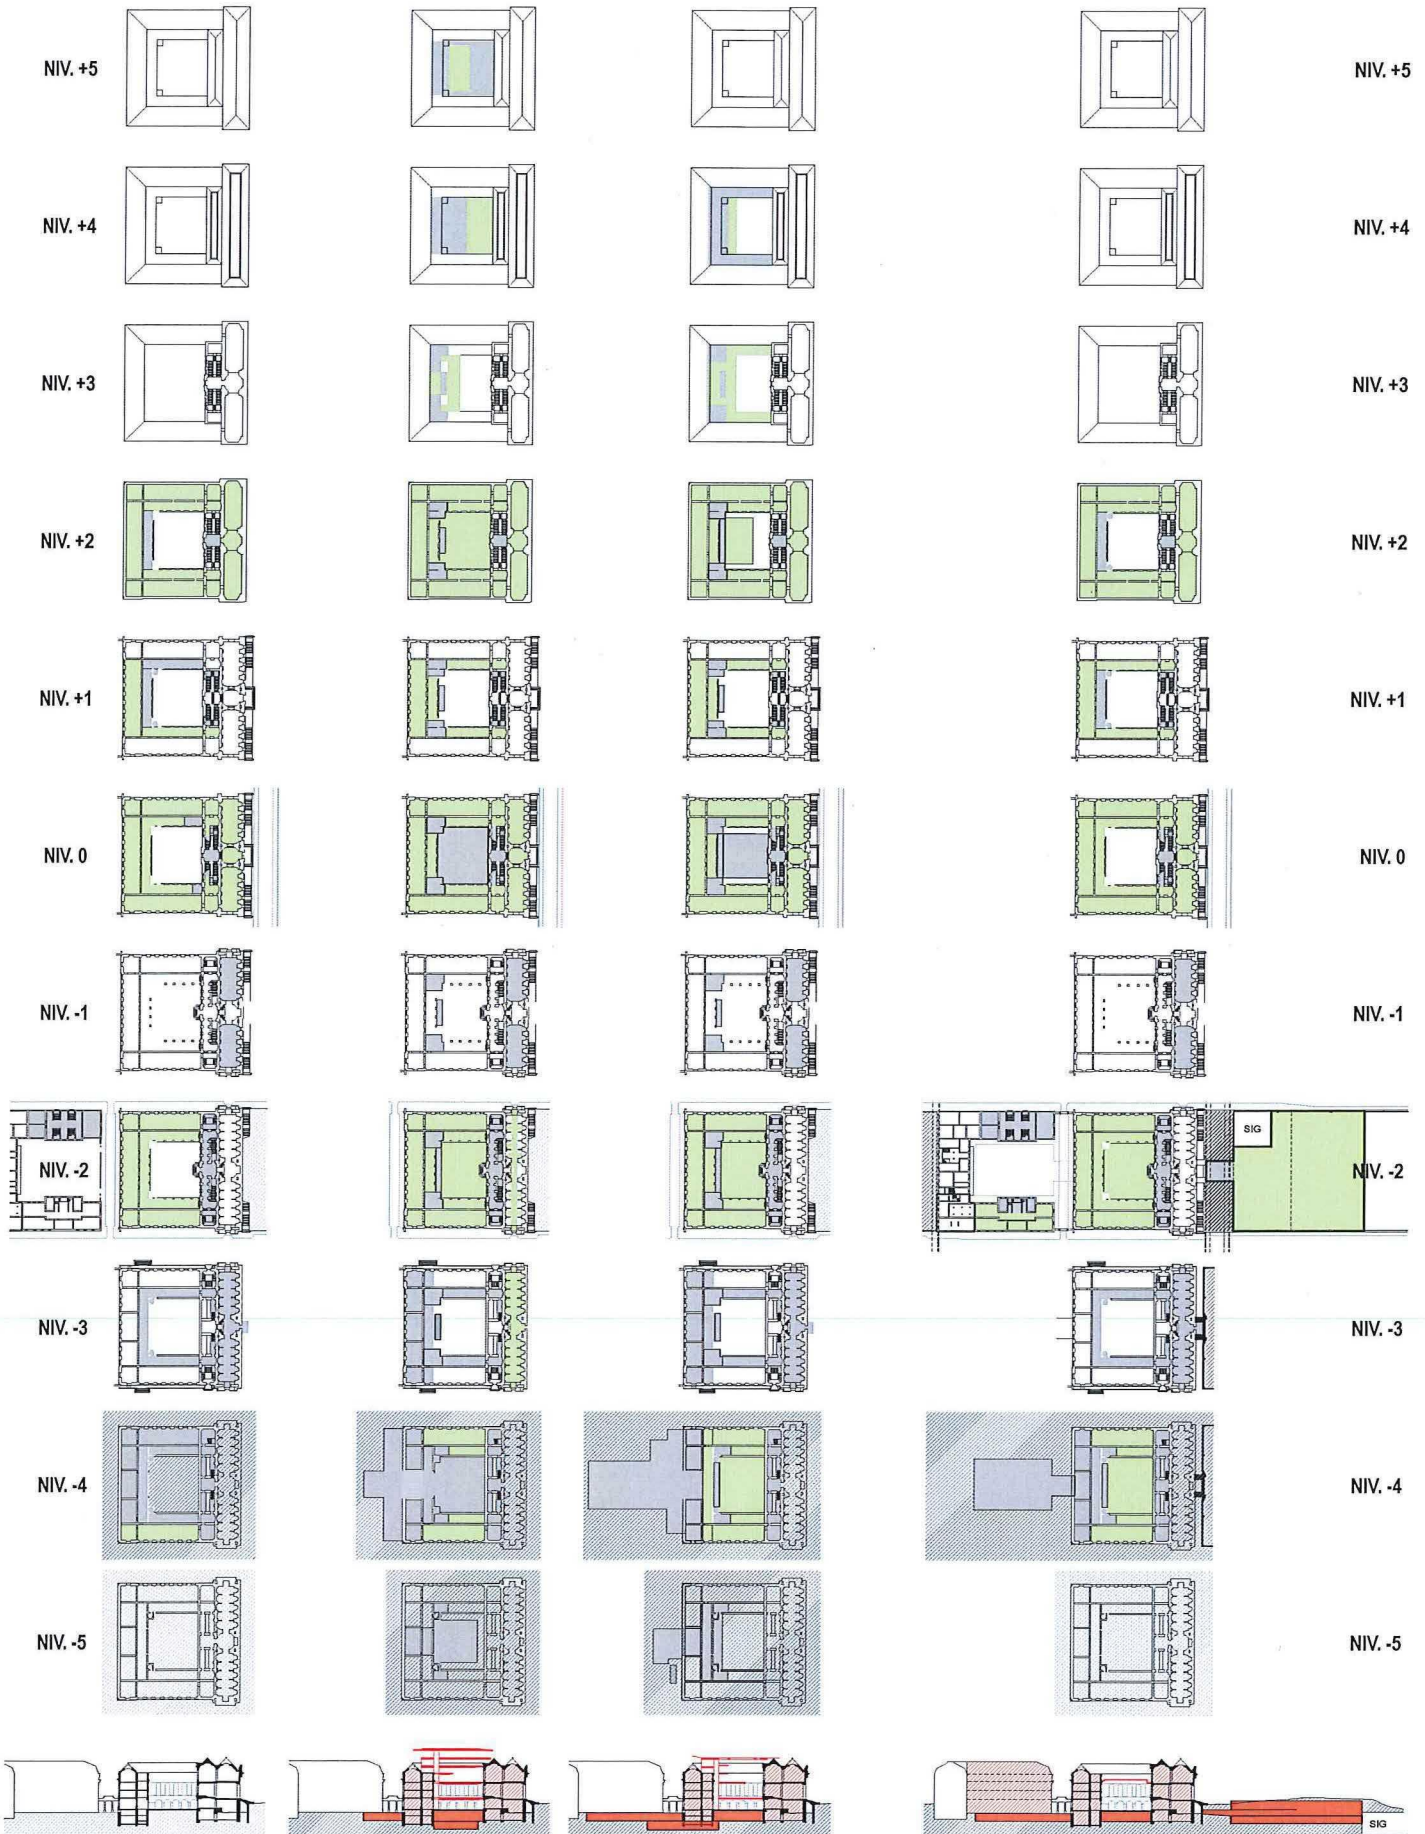 NIV. +5 NIV. +5
NIV. +4 NIV. +4
NIV. +3 NIV. +3
NIV. +2 NIV. +2
NIV. +1 NIV. +1
NIV. 0 NIV. 0
NIV. -1 NIV. -1
SIG
NIV. -2 NIV. -2
NIV. -3 NIV. -3
NIV. -4 NIV. -4
NIV. -5 NIV. -5
SIG